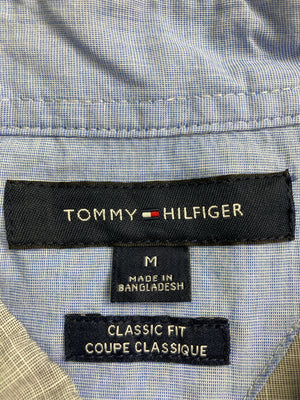 TOMMY HILFIGER
M
MADE IN
BANGLADESH
CLASSIC FIT
COUPE CLASSIQUE